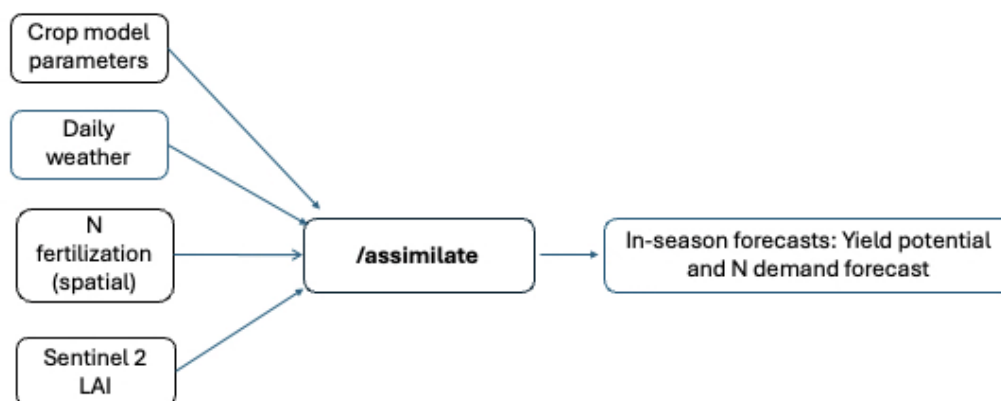 Crop model
parameters
Daily
weather
N
fertilization
(spatial)
Sentinel 2
LAI
/assimilate
In-season forecasts: Yield potential
and N demand forecast